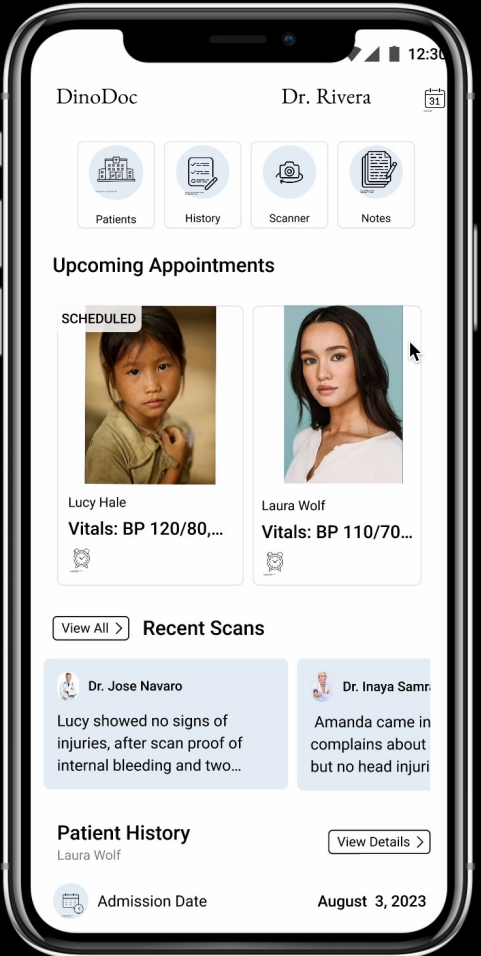 12:30
DinoDoc
Dr. Rivera
31
Patients
History
Scanner
Notes
Upcoming Appointments
SCHEDULED
Lucy Hale
Vitals: BP 120/80,...
Laura Wolf
Vitals: BP 110/70...
View All
Recent Scans
Dr. Jose Navaro
Lucy showed no signs of
injuries, after scan proof of
internal bleeding and two...
Dr. Inaya Samra
Amanda came in
complains about
but no head injuri
Patient History
Laura Wolf
View Details
Admission Date
August 3, 2023